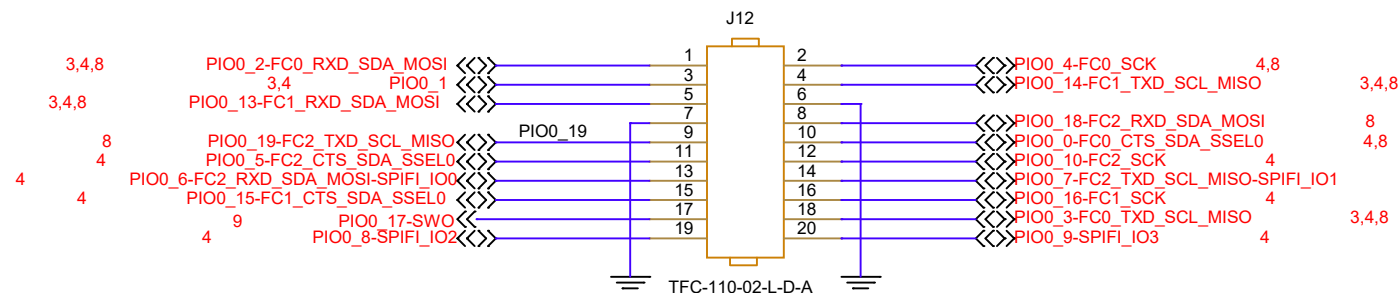 J12
3,4,8 PIO0_2-FC0_RXD_SDA_MOSI 1 2 PIO0_4-FC0_SCK 4,8
3,4 PIO0_1 3 4 PIO0_14-FC1_TXD_SCL_MISO 3,4,8
3,4,8 PIO0_13-FC1_RXD_SDA_MOSI 5 6
7 8 PIO0_18-FC2_RXD_SDA_MOSI 8
8 PIO0_19-FC2_TXD_SCL_MISO PIO0_19 9 10 PIO0_0-FC0_CTS_SDA_SSEL0 4,8
4 PIO0_5-FC2_CTS_SDA_SSEL0 11 12 PIO0_10-FC2_SCK 4
4 PIO0_6-FC2_RXD_SDA_MOSI-SPIFI_IO0 13 14 PIO0_7-FC2_TXD_SCL_MISO-SPIFI_IO1
4 PIO0_15-FC1_CTS_SDA_SSEL0 15 16 PIO0_16-FC1_SCK 4
9 PIO0_17-SWO 17 18 PIO0_3-FC0_TXD_SCL_MISO 3,4,8
4 PIO0_8-SPIFI_IO2 19 20 PIO0_9-SPIFI_IO3 4
TFC-110-02-L-D-A